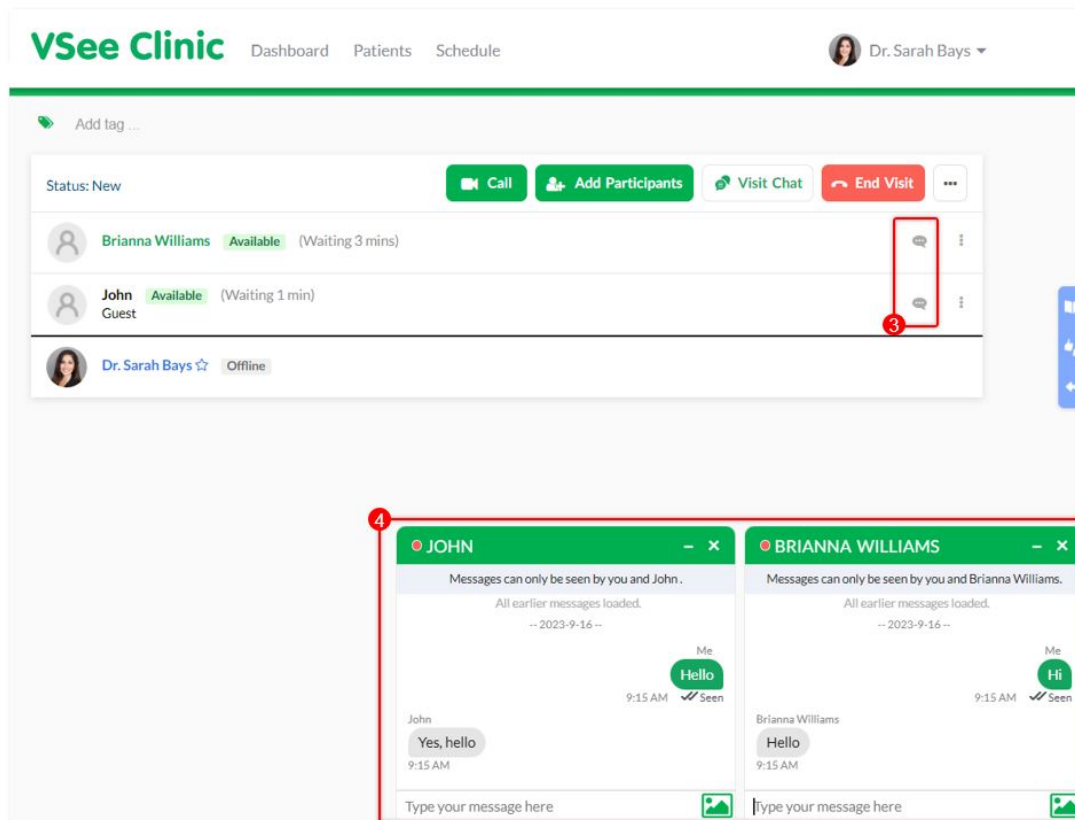 VSee Clinic Dashboard Patients Schedule Dr. Sarah Bays
Add tag ...
Status: New Call Add Participants Visit Chat End Visit
Brianna Williams Available (Waiting 3 mins)
John Available (Waiting 1 min)
Guest
3
Dr. Sarah Bays Offline
4
JOHN
Messages can only be seen by you and John .
All earlier messages loaded.
-- 2023-9-16 --
Me
Hello
9:15 AM Seen
John
Yes, hello
9:15 AM
Type your message here
BRIANNA WILLIAMS
Messages can only be seen by you and Brianna Williams.
All earlier messages loaded.
-- 2023-9-16 --
Me
Hi
9:15 AM Seen
Brianna Williams
Hello
9:15 AM
Type your message here